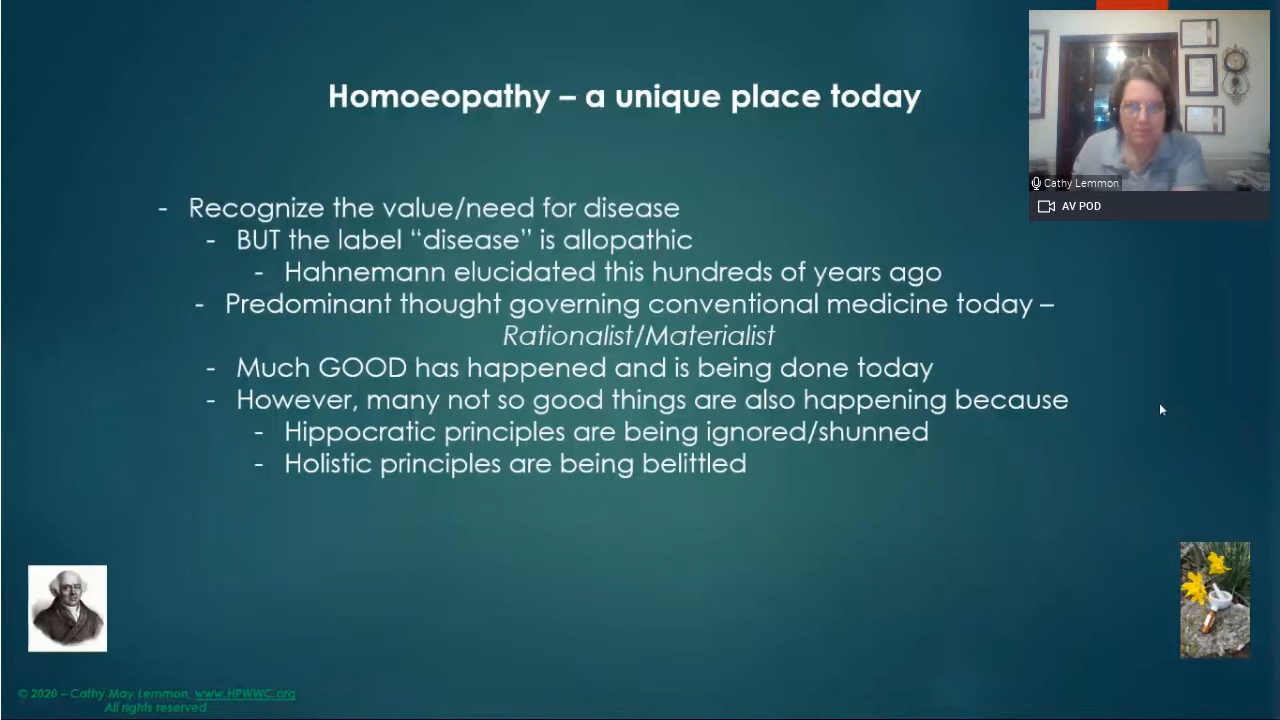 Homoeopathy – a unique place today
- Recognize the value/need for disease
- BUT the label “disease” is allopathic
- Hahnemann elucidated this hundreds of years ago
- Predominant thought governing conventional medicine today –
Rationalist/Materialist
- Much GOOD has happened and is being done today
- However, many not so good things are also happening because
- Hippocratic principles are being ignored/shunned
- Holistic principles are being belittled
Cathy Lemmon
AV POD
© 2020 – Cathy May Lemmon, www.HPWWC.org
All rights reserved